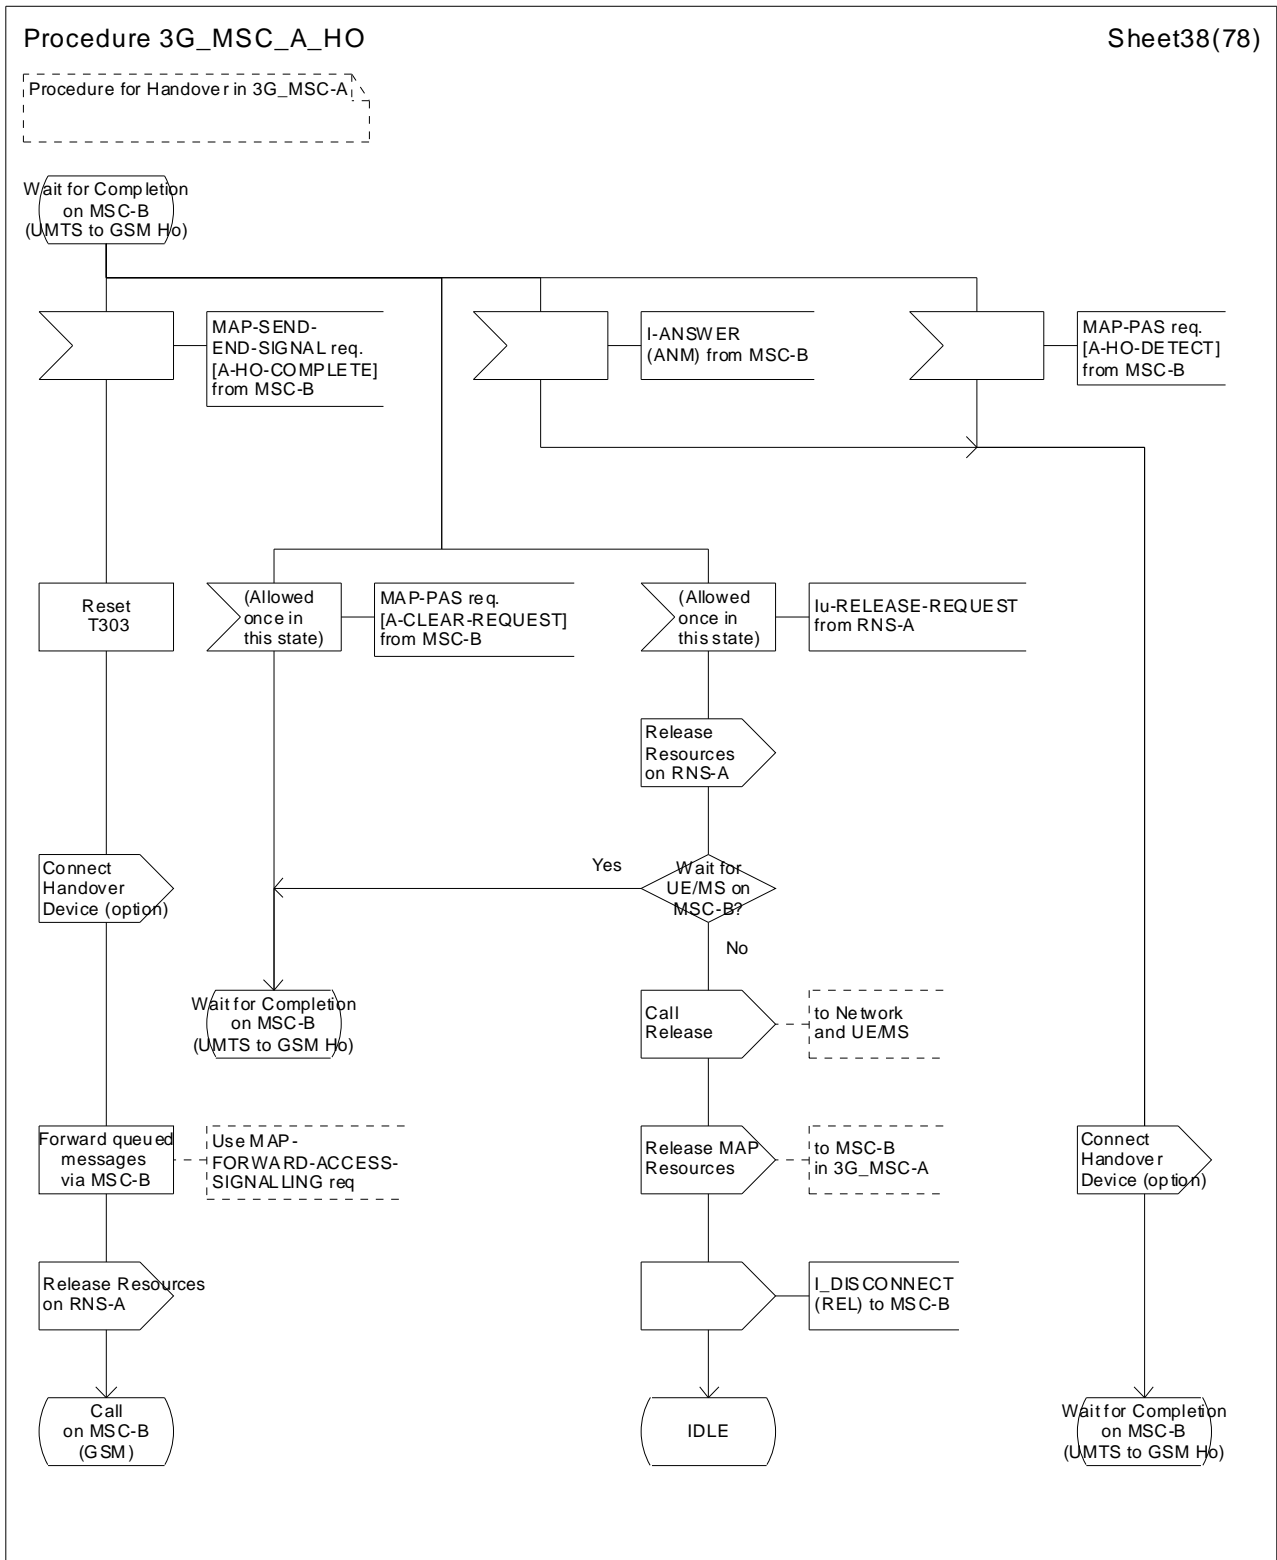 Procedure 3G_MSC_A_HO
Sheet38(78)
Procedure for Handover in 3G_MSC-A
Wait for Completion
on MSC-B
(UMTS to GSM Ho)
MAP-SEND-
END-SIGNAL req.
[A-HO-COMPLETE]
from MSC-B
I-ANSWER
(ANM) from MSC-B
MAP-PAS req.
[A-HO-DETECT]
from MSC-B
Reset
T303
(Allowed
once in
this state)
MAP-PAS req.
[A-CLEAR-REQUEST]
from MSC-B
(Allowed
once in
this state)
Iu-RELEASE-REQUEST
from RNS-A
Release
Resources
on RNS-A
Connect
Handover
Device (option)
Yes
Wait for
UE/MS on
MSC-B?
No
Wait for Completion
on MSC-B
(UMTS to GSM Ho)
Call
Release
to Network
and UE/MS
Forward queued
messages
via MSC-B
Use MAP-
FORWARD-ACCESS-
SIGNALLING req
Release MAP
Resources
to MSC-B
in 3G_MSC-A
Connect
Handover
Device (option)
Release Resources
on RNS-A
I_DISCONNECT
(REL) to MSC-B
Call
on MSC-B
(GSM)
IDLE
Wait for Completion
on MSC-B
(UMTS to GSM Ho)